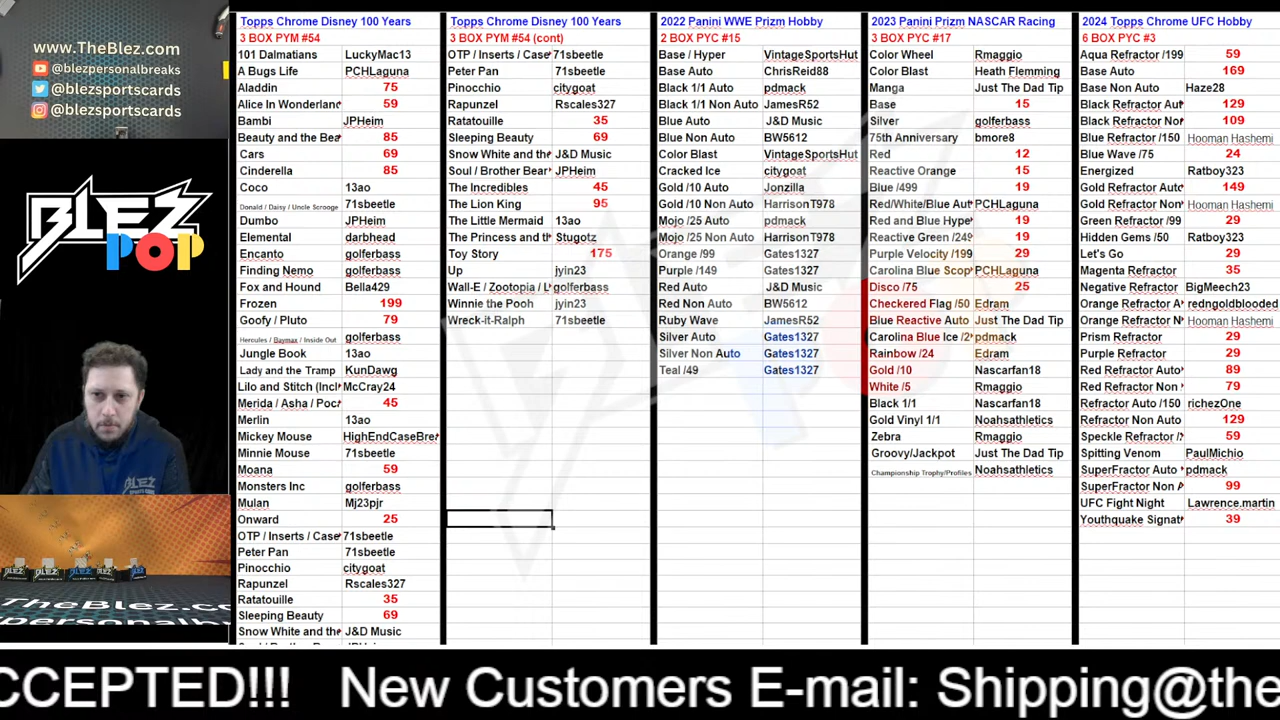 www.TheBlez.com
@blezpersonalbreaks
@blezsportscards
@blezsportscards
BLEZ
POP
BLEZ BLEZ BLEZ BLEZ BLEZ
TheBlez.co
Topps Chrome Disney 100 Years
3 BOX PYM #54
101 Dalmatians LuckyMac13
A Bugs Life PCHLaguna
Aladdin 75
Alice In Wonderlan 59
Bambi JPHeim
Beauty and the Bea 85
Cars 69
Cinderella 85
Coco 13ao
Donald / Daisy / Uncle Scrooge 71sbeetle
Dumbo JPHeim
Elemental darbhead
Encanto golferbass
Finding Nemo golferbass
Fox and Hound Bella429
Frozen 199
Goofy / Pluto 79
Hercules / Baymax / Inside Out golferbass
Jungle Book 13ao
Lady and the Tramp KunDawg
Lilo and Stitch (Incl McCray24
Merida / Asha / Poc 45
Merlin 13ao
Mickey Mouse HighEndCaseBre
Minnie Mouse 71sbeetle
Moana 59
Monsters Inc golferbass
Mulan Mj23pjr
Onward 25
OTP / Inserts / Case 71sbeetle
Peter Pan 71sbeetle
Pinocchio citygoat
Rapunzel Rscales327
Ratatouille 35
Sleeping Beauty 69
Snow White and the J&D Music
Topps Chrome Disney 100 Years
3 BOX PYM #54 (cont)
OTP / Inserts / Case 71sbeetle
Peter Pan 71sbeetle
Pinocchio citygoat
Rapunzel Rscales327
Ratatouille 35
Sleeping Beauty 69
Snow White and the J&D Music
Soul / Brother Bear JPHeim
The Incredibles 45
The Lion King 95
The Little Mermaid 13ao
The Princess and th Stugotz
Toy Story 175
Up jyin23
Wall-E / Zootopia / L golferbass
Winnie the Pooh jyin23
Wreck-it-Ralph 71sbeetle
2022 Panini WWE Prizm Hobby
2 BOX PYC #15
Base / Hyper VintageSportsHut
Base Auto ChrisReid88
Black 1/1 Auto pdmack
Black 1/1 Non Auto JamesR52
Blue Auto J&D Music
Blue Non Auto BW5612
Color Blast VintageSportsHut
Cracked Ice citygoat
Gold /10 Auto Jonzilla
Gold /10 Non Auto HarrisonT978
Mojo /25 Auto pdmack
Mojo /25 Non Auto HarrisonT978
Orange /99 Gates1327
Purple /149 Gates1327
Red Auto J&D Music
Red Non Auto BW5612
Ruby Wave JamesR52
Silver Auto Gates1327
Silver Non Auto Gates1327
Teal /49 Gates1327
2023 Panini Prizm NASCAR Racing
3 BOX PYC #17
Color Wheel Rmaggio
Color Blast Heath Flemming
Manga Just The Dad Tip
Base 15
Silver golferbass
75th Anniversary bmore8
Red 12
Reactive Orange 15
Blue /499 19
Red/White/Blue Aut PCHLaguna
Red and Blue Hype 19
Reactive Green /249 19
Purple Velocity /199 29
Carolina Blue Scop PCHLaguna
Disco /75 25
Checkered Flag /50 Edram
Blue Reactive Auto Just The Dad Tip
Carolina Blue Ice /2 pdmack
Rainbow /24 Edram
Gold /10 Nascarfan18
White /5 Rmaggio
Black 1/1 Nascarfan18
Gold Vinyl 1/1 Noahsathletics
Zebra Rmaggio
Groovy/Jackpot Just The Dad Tip
Championship Trophy/Profiles Noahsathletics
2024 Topps Chrome UFC Hobby
6 BOX PYC #3
Aqua Refractor /199 59
Base Auto 169
Base Non Auto Haze28
Black Refractor Aut 129
Black Refractor Non 109
Blue Refractor /150 Hooman Hashemi
Blue Wave /75 24
Energized Ratboy323
Gold Refractor Auto 149
Gold Refractor Non Hooman Hashemi
Green Refractor /99 29
Hidden Gems /50 Ratboy323
Let's Go 29
Magenta Refractor 35
Negative Refractor BigMeech23
Orange Refractor A redngoldblooded
Orange Refractor N Hooman Hashemi
Prism Refractor 29
Purple Refractor 29
Red Refractor Auto 89
Red Refractor Non 79
Refractor Auto /150 richezOne
Refractor Non Auto 129
Speckle Refractor /2 59
Spitting Venom PaulMichio
SuperFractor Auto pdmack
SuperFractor Non A 99
UFC Fight Night Lawrence.martin
Youthquake Signat 39
CCEPTED!!! New Customers E-mail: Shipping@the